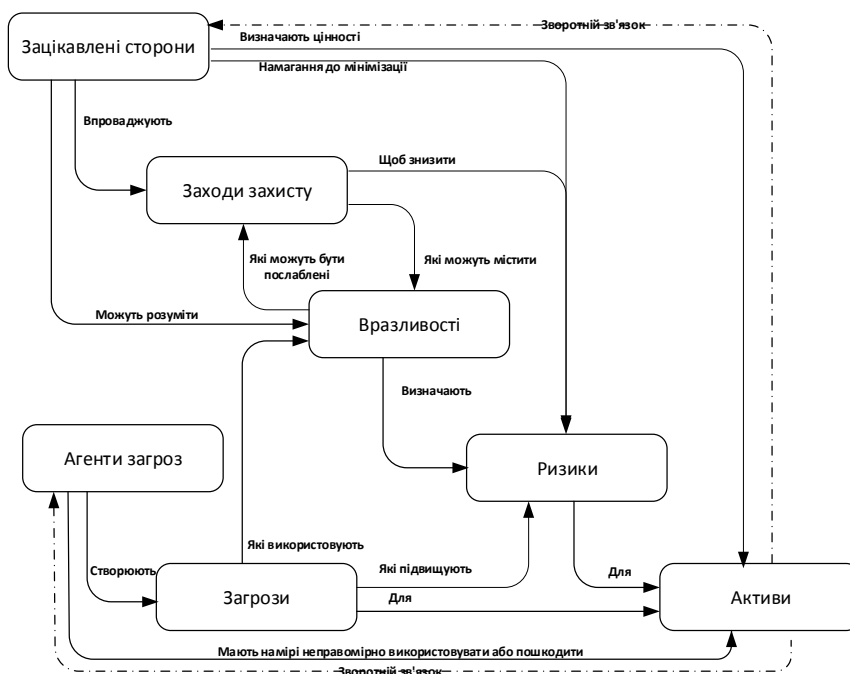 Зворотній зв'язок
Зацікавлені сторони
Визначають цінності
Намагання до мінімізації
Впроваджують
Щоб знизити
Заходи захисту
Які можуть бути
послаблені
Які можуть містити
Можуть розуміти
Вразливості
Визначають
Агенти загроз
Ризики
Які використовують
Створюють
Які підвищують
Для
Для
Загрози
Активи
Мають намірі неправомірно використовувати або пошкодити
Зворотній зв'язок